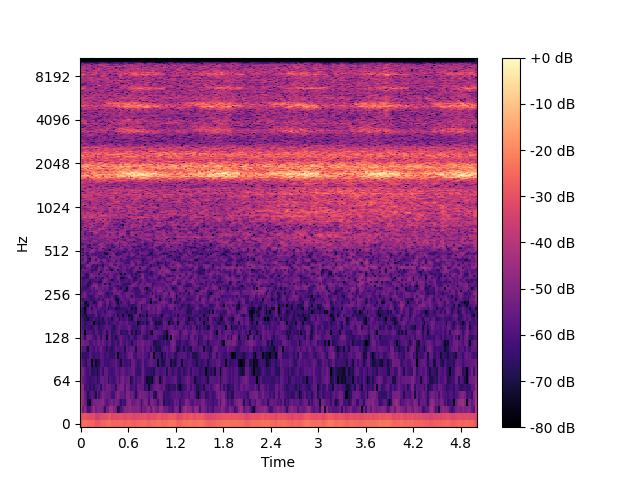 8192
4096
2048
1024
512
256
128
64
0
Hz
0 0.6 1.2 1.8 2.4 3 3.6 4.2 4.8
Time
+0 dB
-10 dB
-20 dB
-30 dB
-40 dB
-50 dB
-60 dB
-70 dB
-80 dB